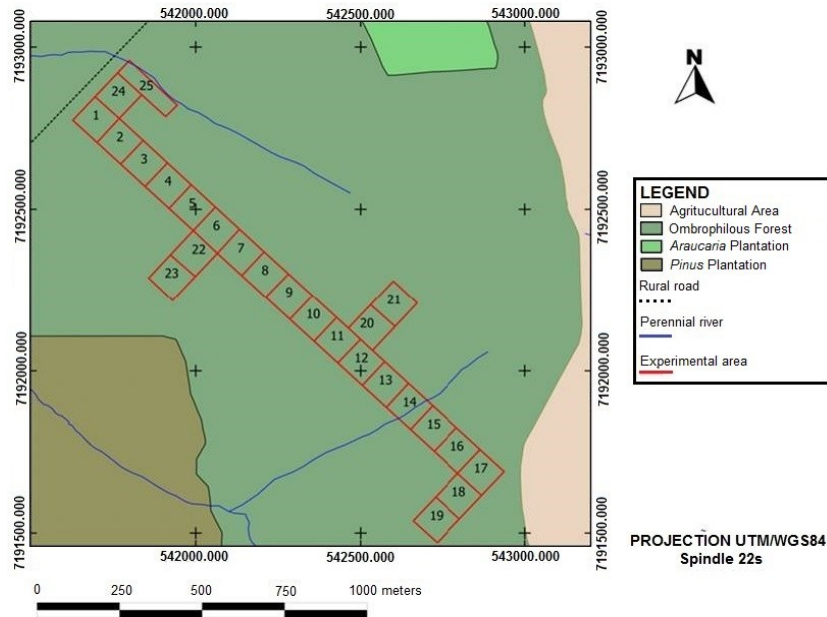 542000.000 542500.000 543000.000
7193000.000
7192500.000
7192000.000
7191500.000
25
24
1
2
3
4
5
6
22
7
23
8
9
21
10
20
11
12
13
14
15
16
17
18
19
7193000.000
7192500.000
7192000.000
7191500.000
542000.000 542500.000 543000.000
0 250 500 750 1000 meters
N
LEGEND
Agritucultural Area
Ombrophilous Forest
Araucaria Plantation
Pinus Plantation
Rural road
Perennial river
Experimental area
PROJECTION UTM/WGS84
Spindle 22s